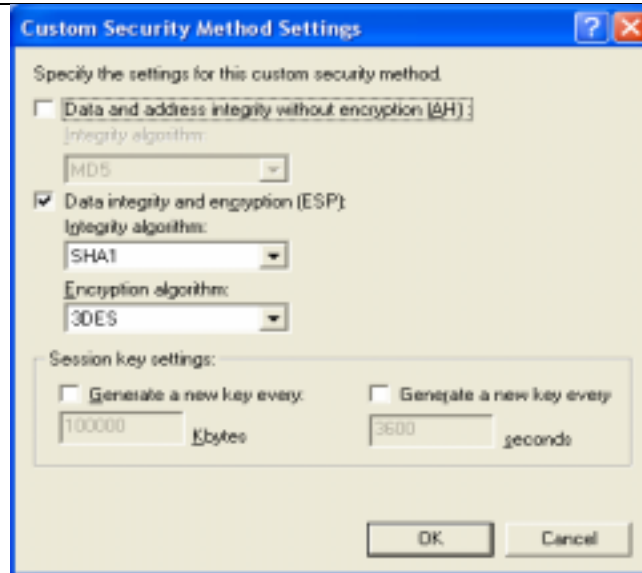 Custom Security Method Settings
Specify the settings for this custom security method.
Data and address integrity without encryption (AH) :
Integrity algorithm:
MD5
Data integrity and encryption (ESP):
Integrity algorithm:
SHA1
Encryption algorithm:
3DES
Session key settings:
Generate a new key every: Generate a new key every
100000 Kbytes 3600 seconds
OK Cancel